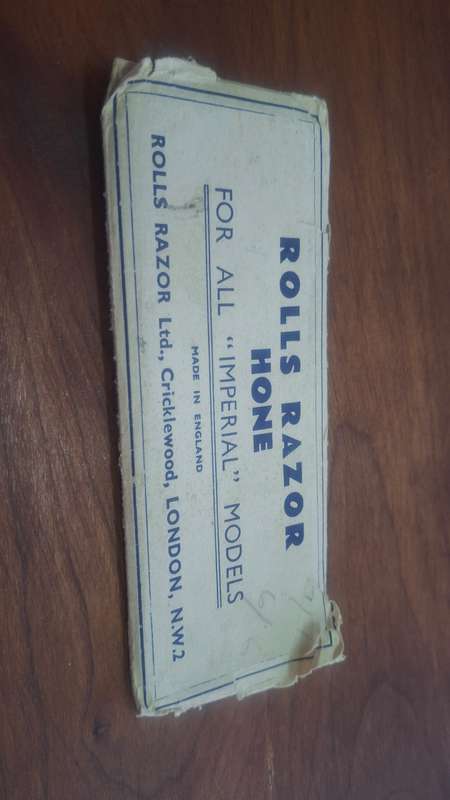 ROLLS RAZOR
HONE
FOR ALL "IMPERIAL" MODELS
MADE IN ENGLAND
ROLLS RAZOR Ltd., Cricklewood, LONDON, N.W.2